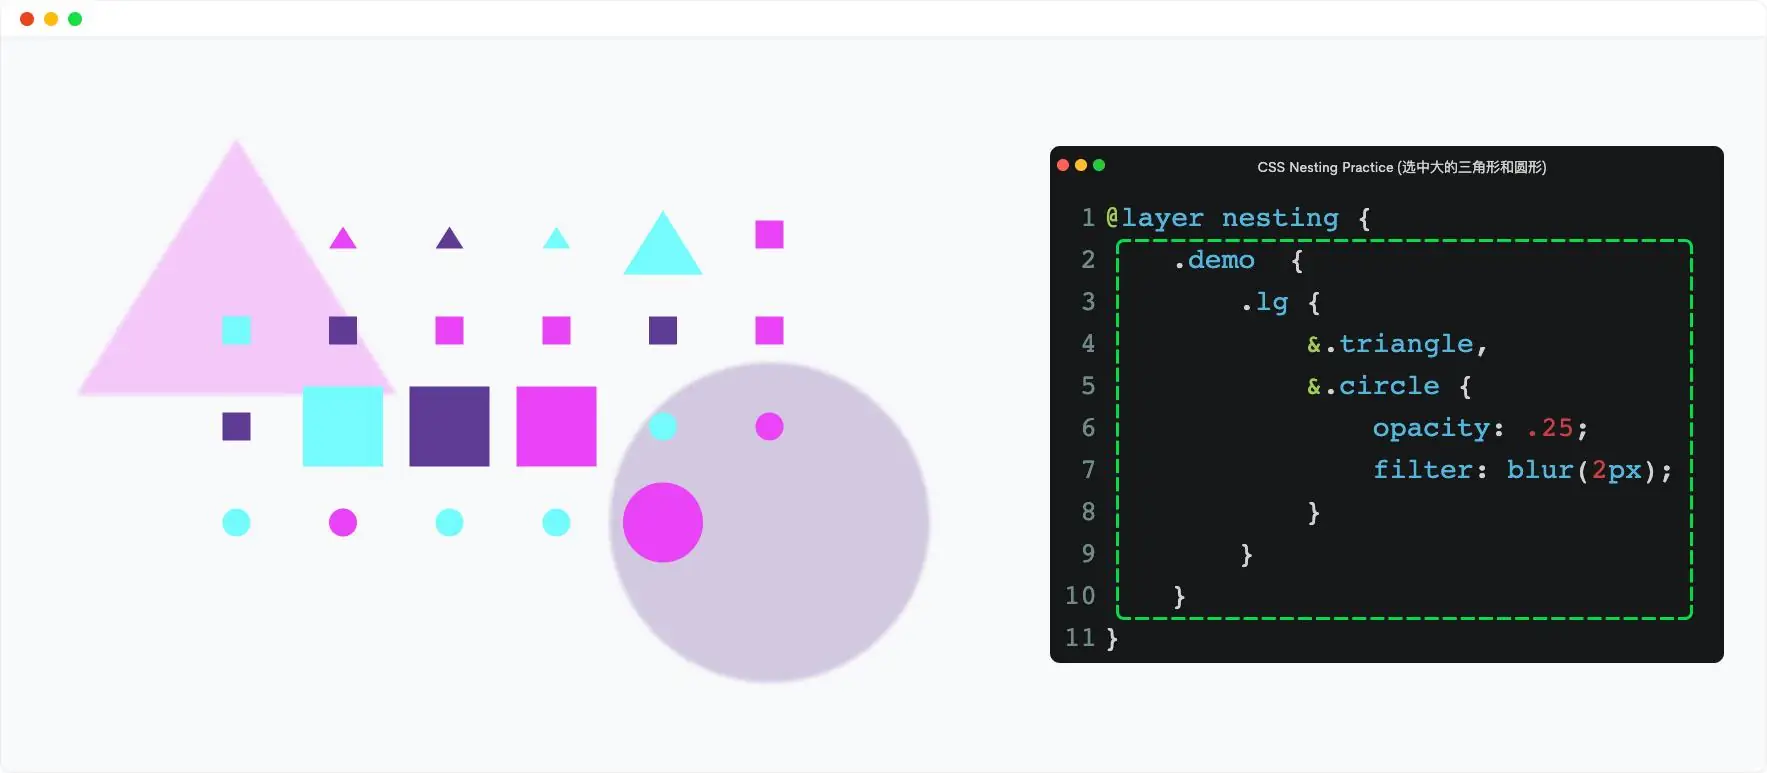 CSS Nesting Practice (选中大的三角形和圆形)
1 @layer nesting {
2 .demo {
3 .lg {
4 &.triangle,
5 &.circle {
6 opacity: .25;
7 filter: blur(2px);
8 }
9 }
10 }
11 }